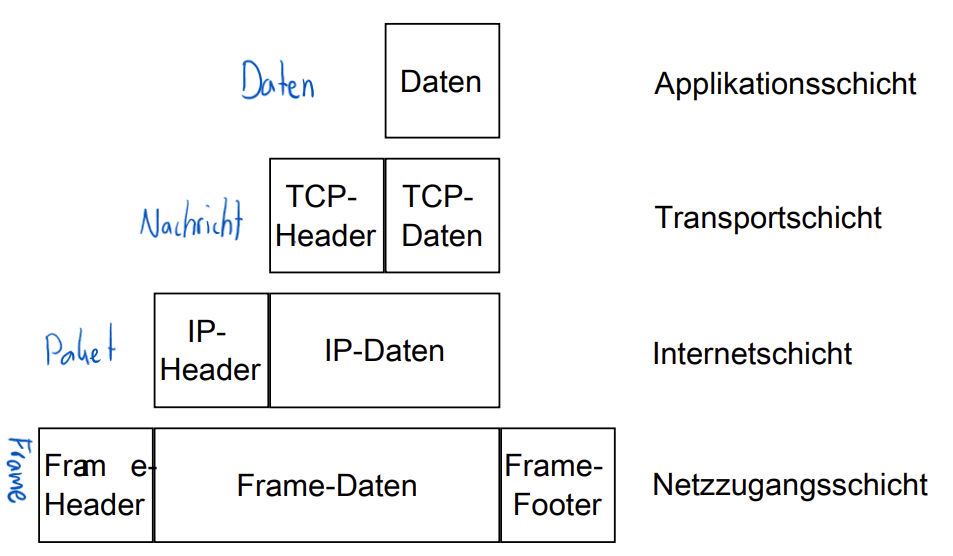 Daten Daten Applikationsschicht
Nachricht TCP- TCP- Transportschicht
Header Daten
Paket IP- IP-Daten Internetschicht
Header
Frame Fram e- Frame-Daten Frame- Netzzugangsschicht
Header Footer